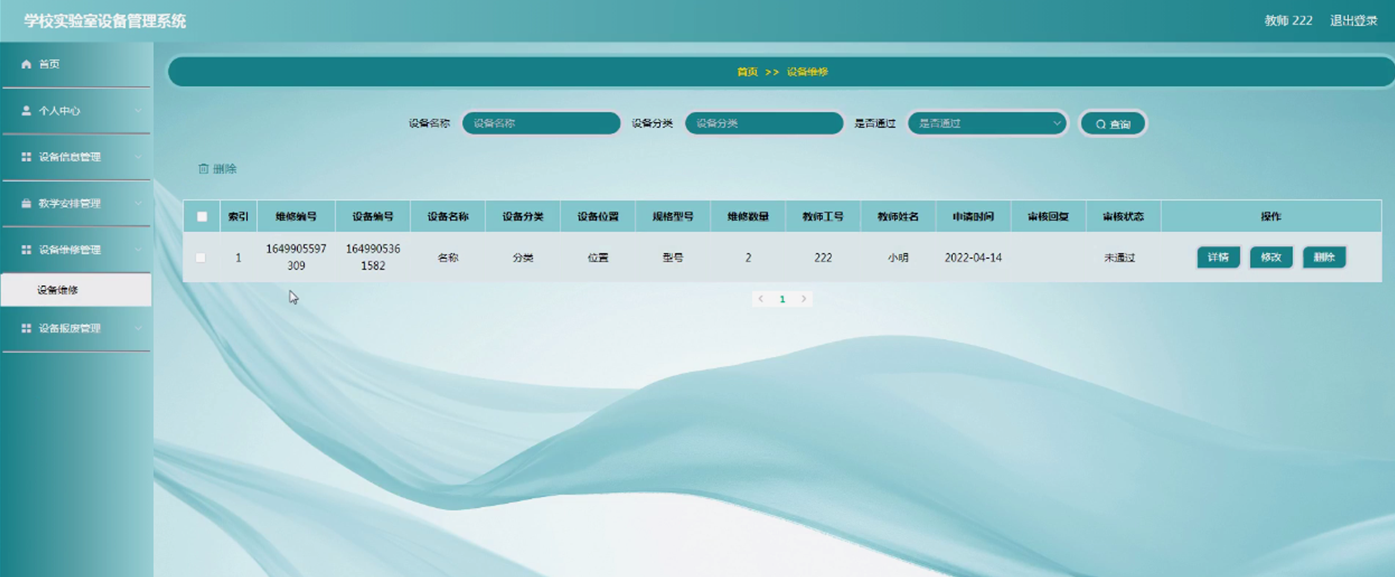 学校实验室设备管理系统
教师 222 退出登录
首页
个人中心
设备信息管理
教学安排管理
设备维修管理
设备维修
设备报废管理
首页 >> 设备维修
设备名称 设备名称 设备分类 设备分类 是否通过 是否通过 查询
删除
索引 维修编号 设备编号 设备名称 设备分类 设备位置 规格型号 维修数量 教师工号 教师姓名 申请时间 审核回复 审核状态 操作
1 1649905597 164990536 名称 分类 位置 型号 2 222 小明 2022-04-14 未通过 详情 修改 删除
309 1582
< 1 >